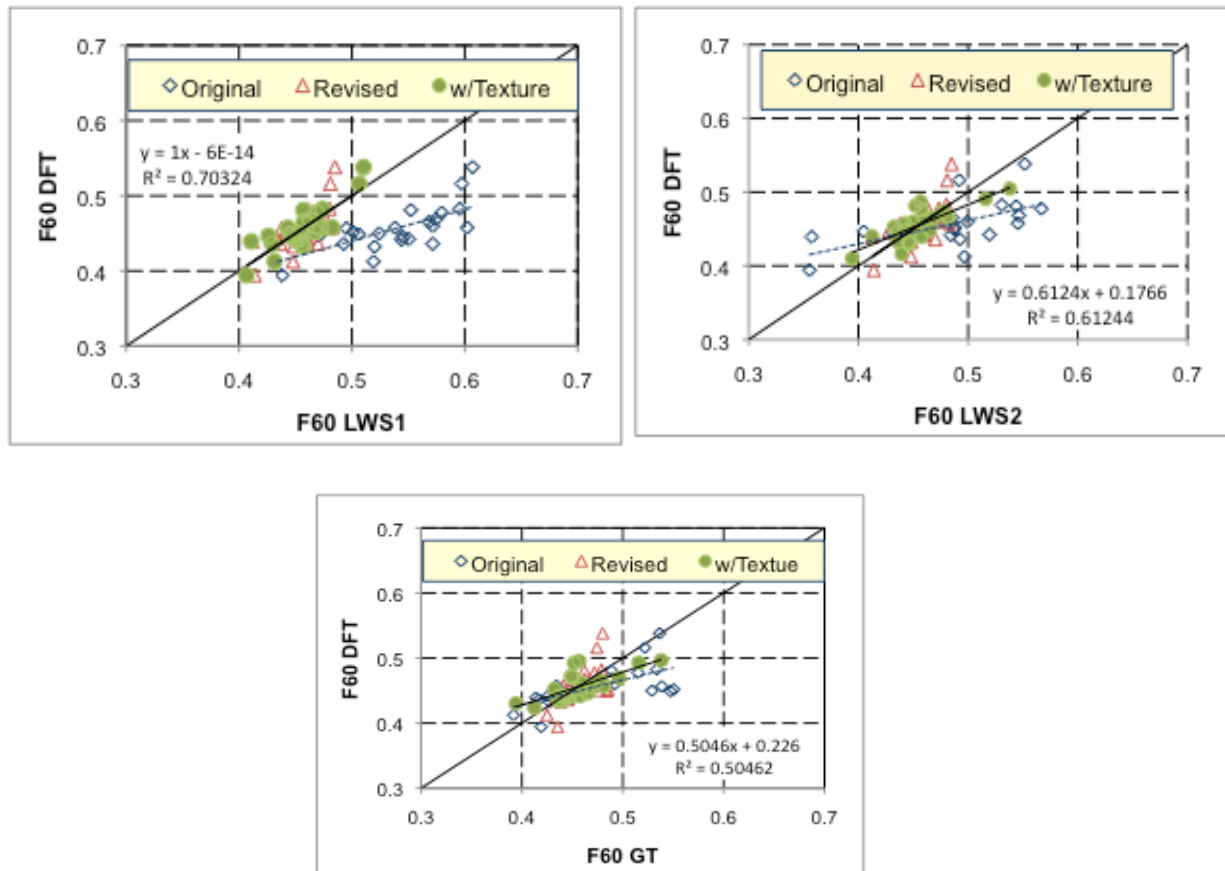 0.7
Original Revised w/Texture
0.6
y = 1x - 6E-14
R² = 0.70324
F60 DFT
0.5
0.4
0.3
0.3 0.4 0.5 0.6 0.7
F60 LWS1
0.7
Original Revised w/Texture
0.6
F60 DFT
0.5
0.4
y = 0.6124x + 0.1766
R² = 0.61244
0.3
0.3 0.4 0.5 0.6 0.7
F60 LWS2
0.7
Original Revised w/Textue
0.6
F60 DFT
0.5
0.4
y = 0.5046x + 0.226
R² = 0.50462
0.3
0.3 0.4 0.5 0.6 0.7
F60 GT